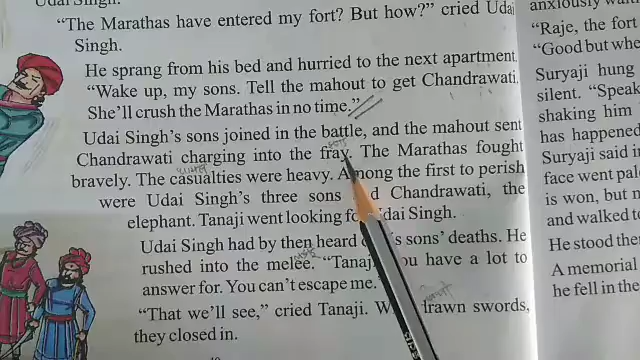 Udai Singh.
"The Marathas have entered my fort? But how?" cried Udai
Singh.
He sprang from his bed and hurried to the next apartment.
"Wake up, my sons. Tell the mahout to get Chandrawati.
She'll crush the Marathas in no time."
Udai Singh's sons joined in the battle, and the mahout sent
Chandrawati charging into the fray. The Marathas fought
bravely. The casualties were heavy. Among the first to perish
were Udai Singh's three sons Chandrawati, the
elephant. Tanaji went looking Udai Singh.
Udai Singh had by then heard sons' deaths. He
rushed into the melee. "Tanaji, you have a lot to
answer for. You can't escape me.
"That we'll see," cried Tanaji. drawn swords,
they closed in.
anxiously
"Raje, the fort
"Good but whe
Suryaji hung
silent. "Speak
shaking him
has happened
Suryaji said i
face went pal
is won, but n
and walked t
He stood the
A memorial
he fell in the